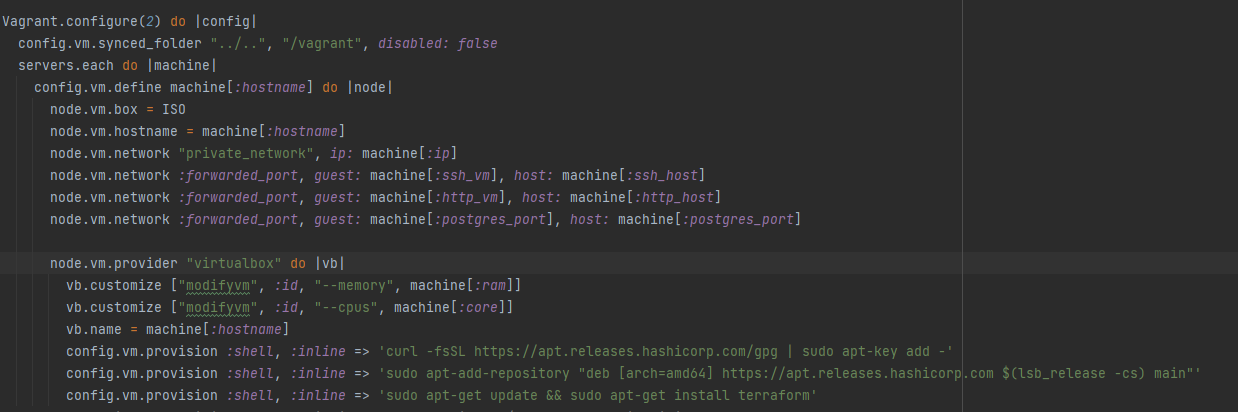 Vagrant.configure(2) do |config|
  config.vm.synced_folder "../..", "/vagrant", disabled: false
  servers.each do |machine|
    config.vm.define machine[:hostname] do |node|
      node.vm.box = ISO
      node.vm.hostname = machine[:hostname]
      node.vm.network "private_network", ip: machine[:ip]
      node.vm.network :forwarded_port, guest: machine[:ssh_vm], host: machine[:ssh_host]
      node.vm.network :forwarded_port, guest: machine[:http_vm], host: machine[:http_host]
      node.vm.network :forwarded_port, guest: machine[:postgres_port], host: machine[:postgres_port]
      node.vm.provider "virtualbox" do |vb|
        vb.customize ["modifyvm", :id, "--memory", machine[:ram]]
        vb.customize ["modifyvm", :id, "--cpus", machine[:core]]
        vb.name = machine[:hostname]
        config.vm.provision :shell, :inline => 'curl -fsSL https://apt.releases.hashicorp.com/gpg | sudo apt-key add -'
        config.vm.provision :shell, :inline => 'sudo apt-add-repository "deb [arch=amd64] https://apt.releases.hashicorp.com $(lsb_release -cs) main"'
        config.vm.provision :shell, :inline => 'sudo apt-get update && sudo apt-get install terraform'